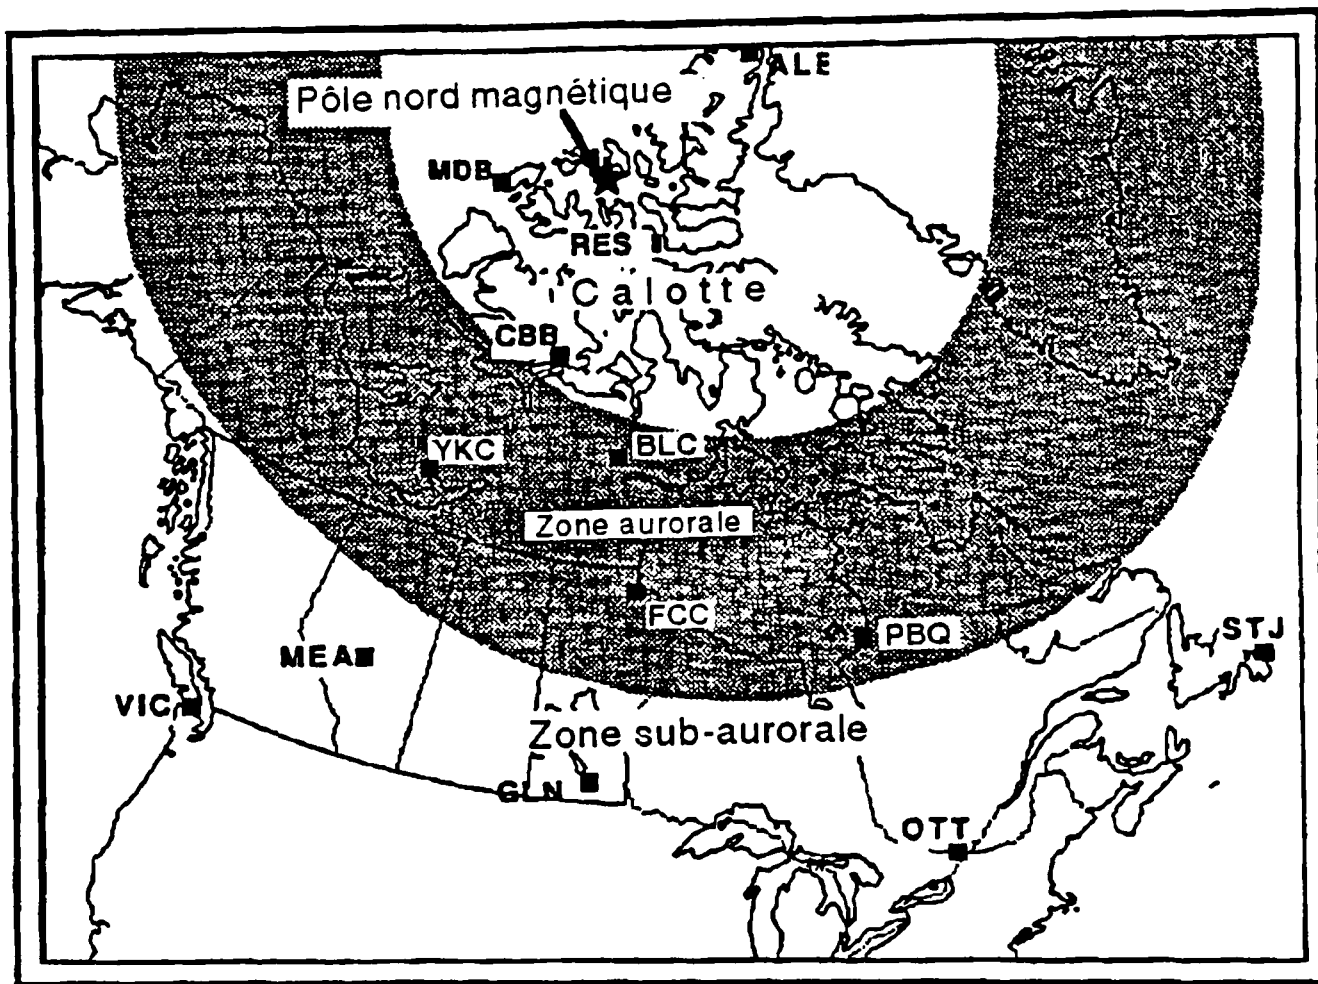 ALE
Pôle nord magnétique
MDB
RES
Calotte
CBB
YKC
BLC
Zone aurorale
FCC
PBQ
STJ
MEA
VIC
Zone sub-aurorale
GLN
OTT